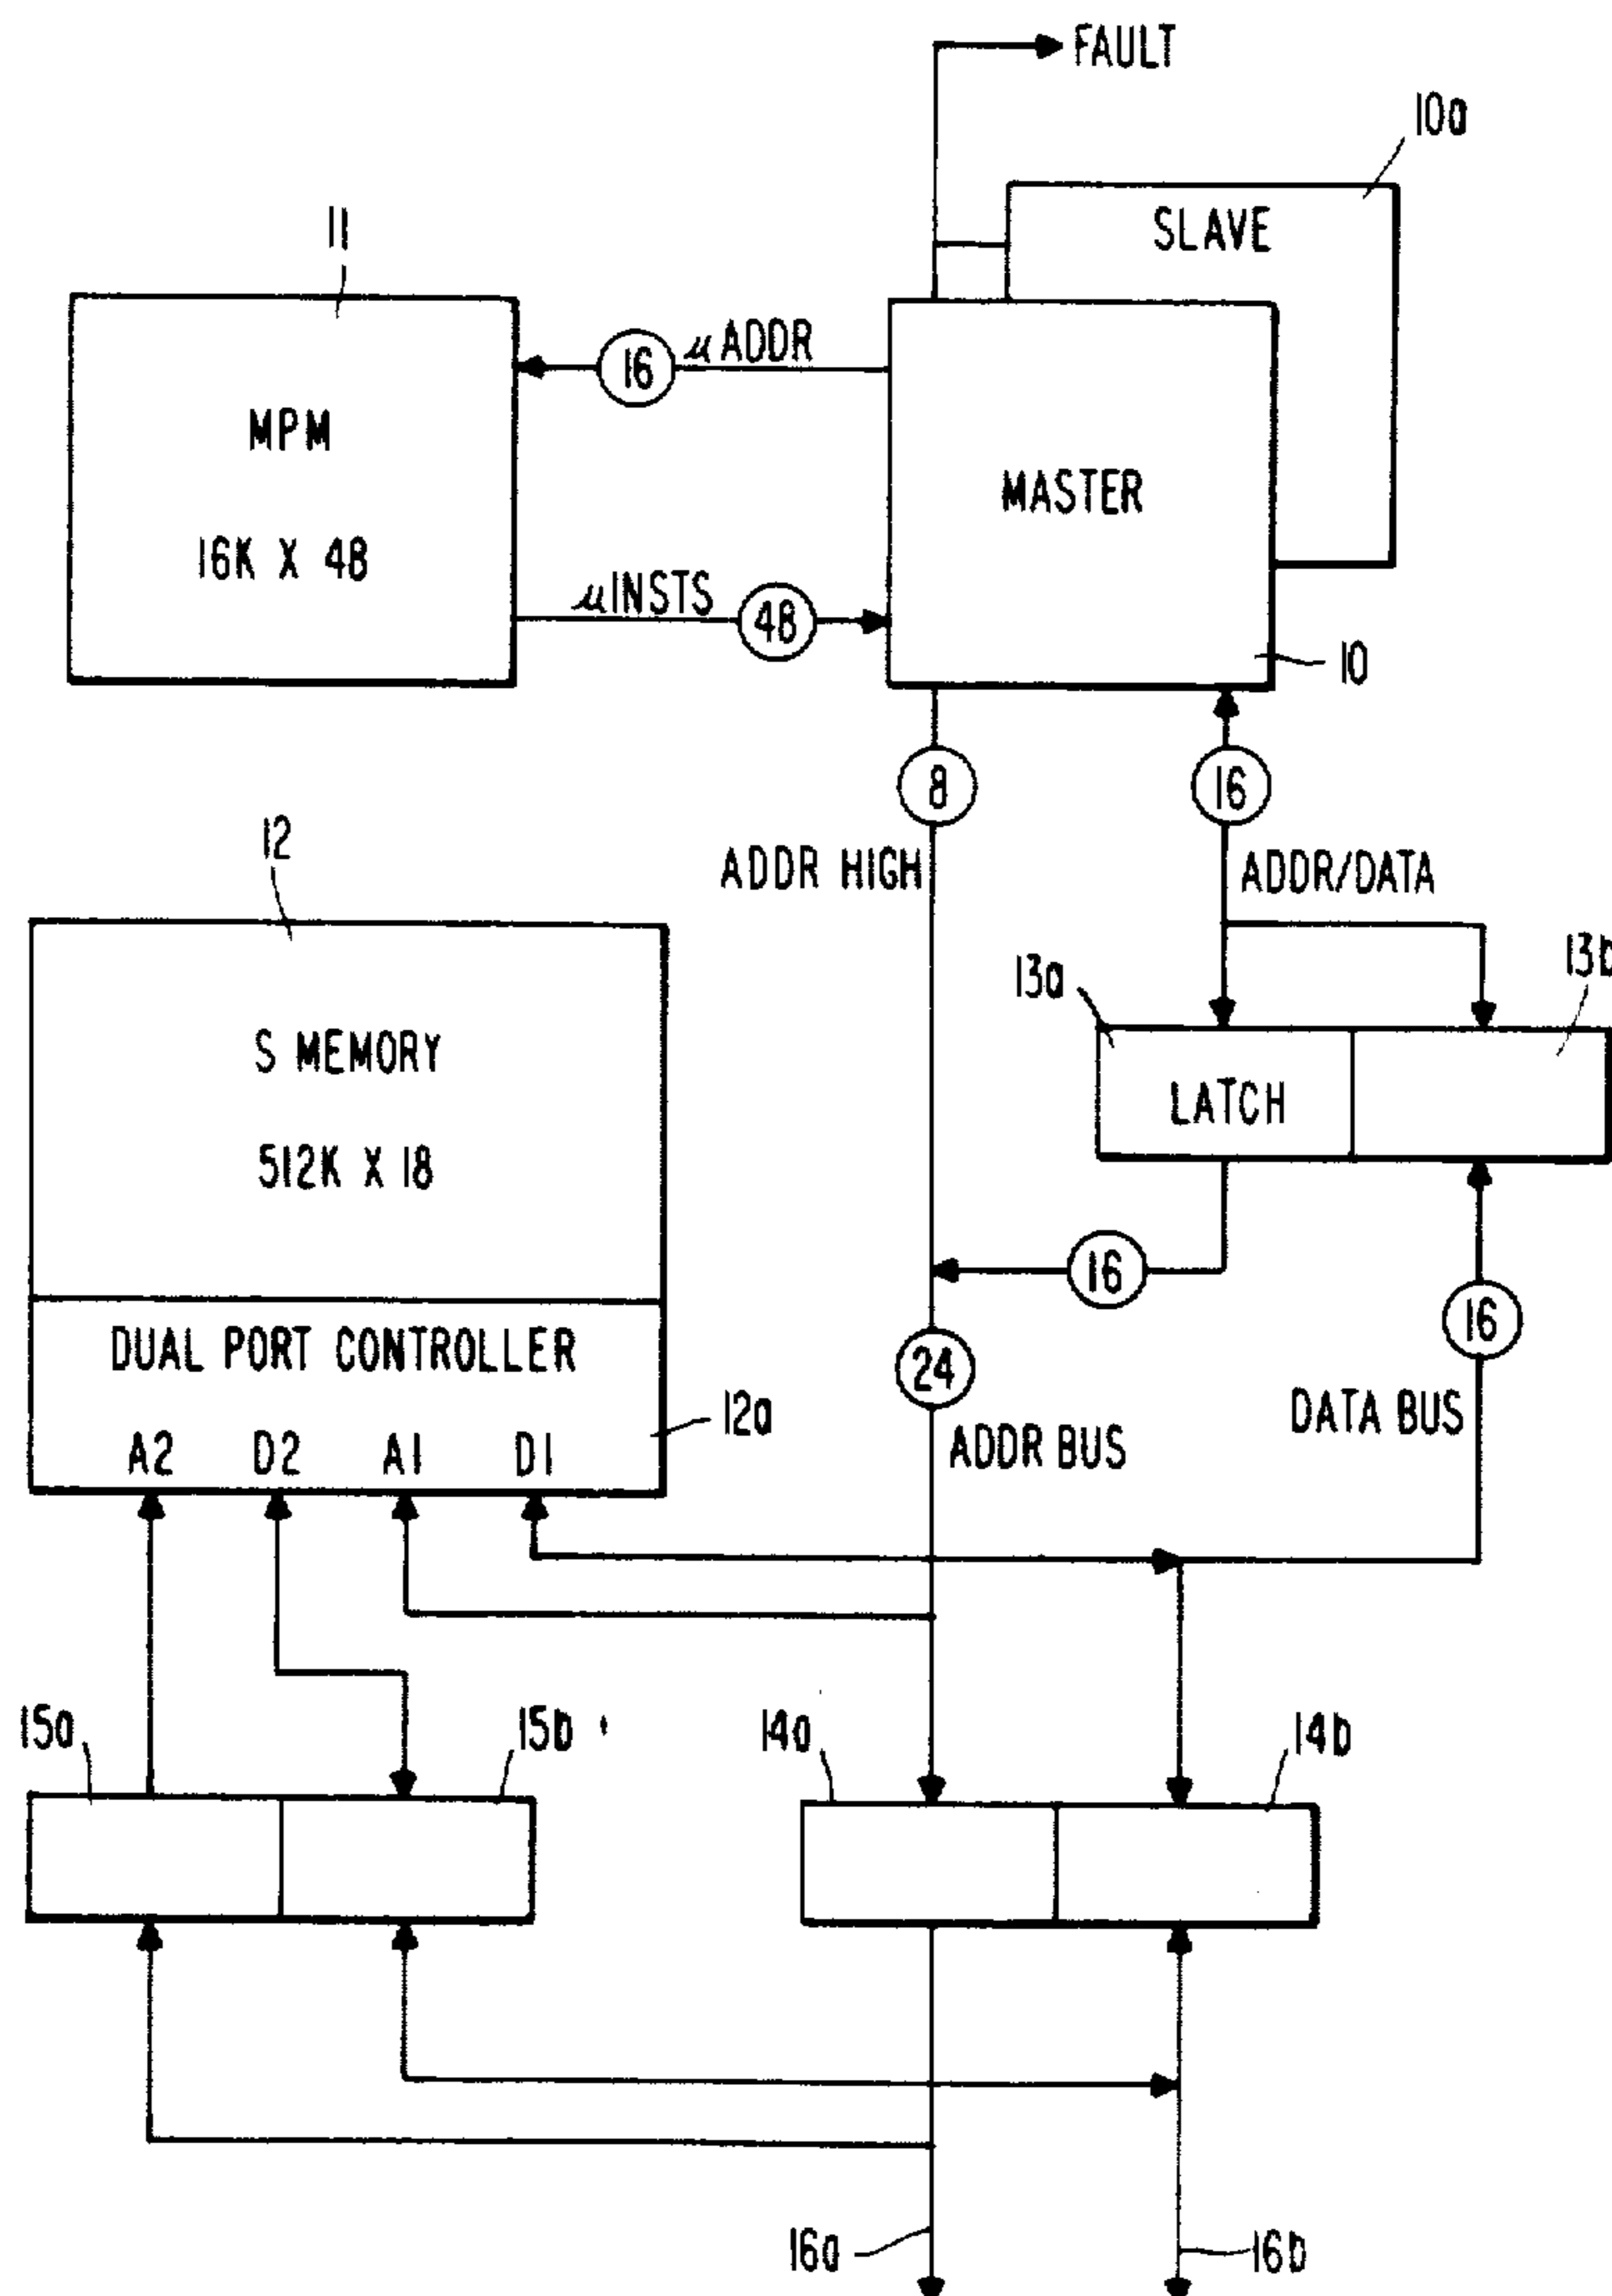 FAULT
10a
SLAVE
11
16
µ ADDR
MPM
MASTER
16K X 48
µINSTS
48
10
8
16
12
ADDR HIGH
ADDR/DATA
13a
13b
S MEMORY
LATCH
512K X 18
16
16
DUAL PORT CONTROLLER
24
12a
DATA BUS
A2 D2 A1 D1
ADDR BUS
15a
15b
14a
14b
16a
16b